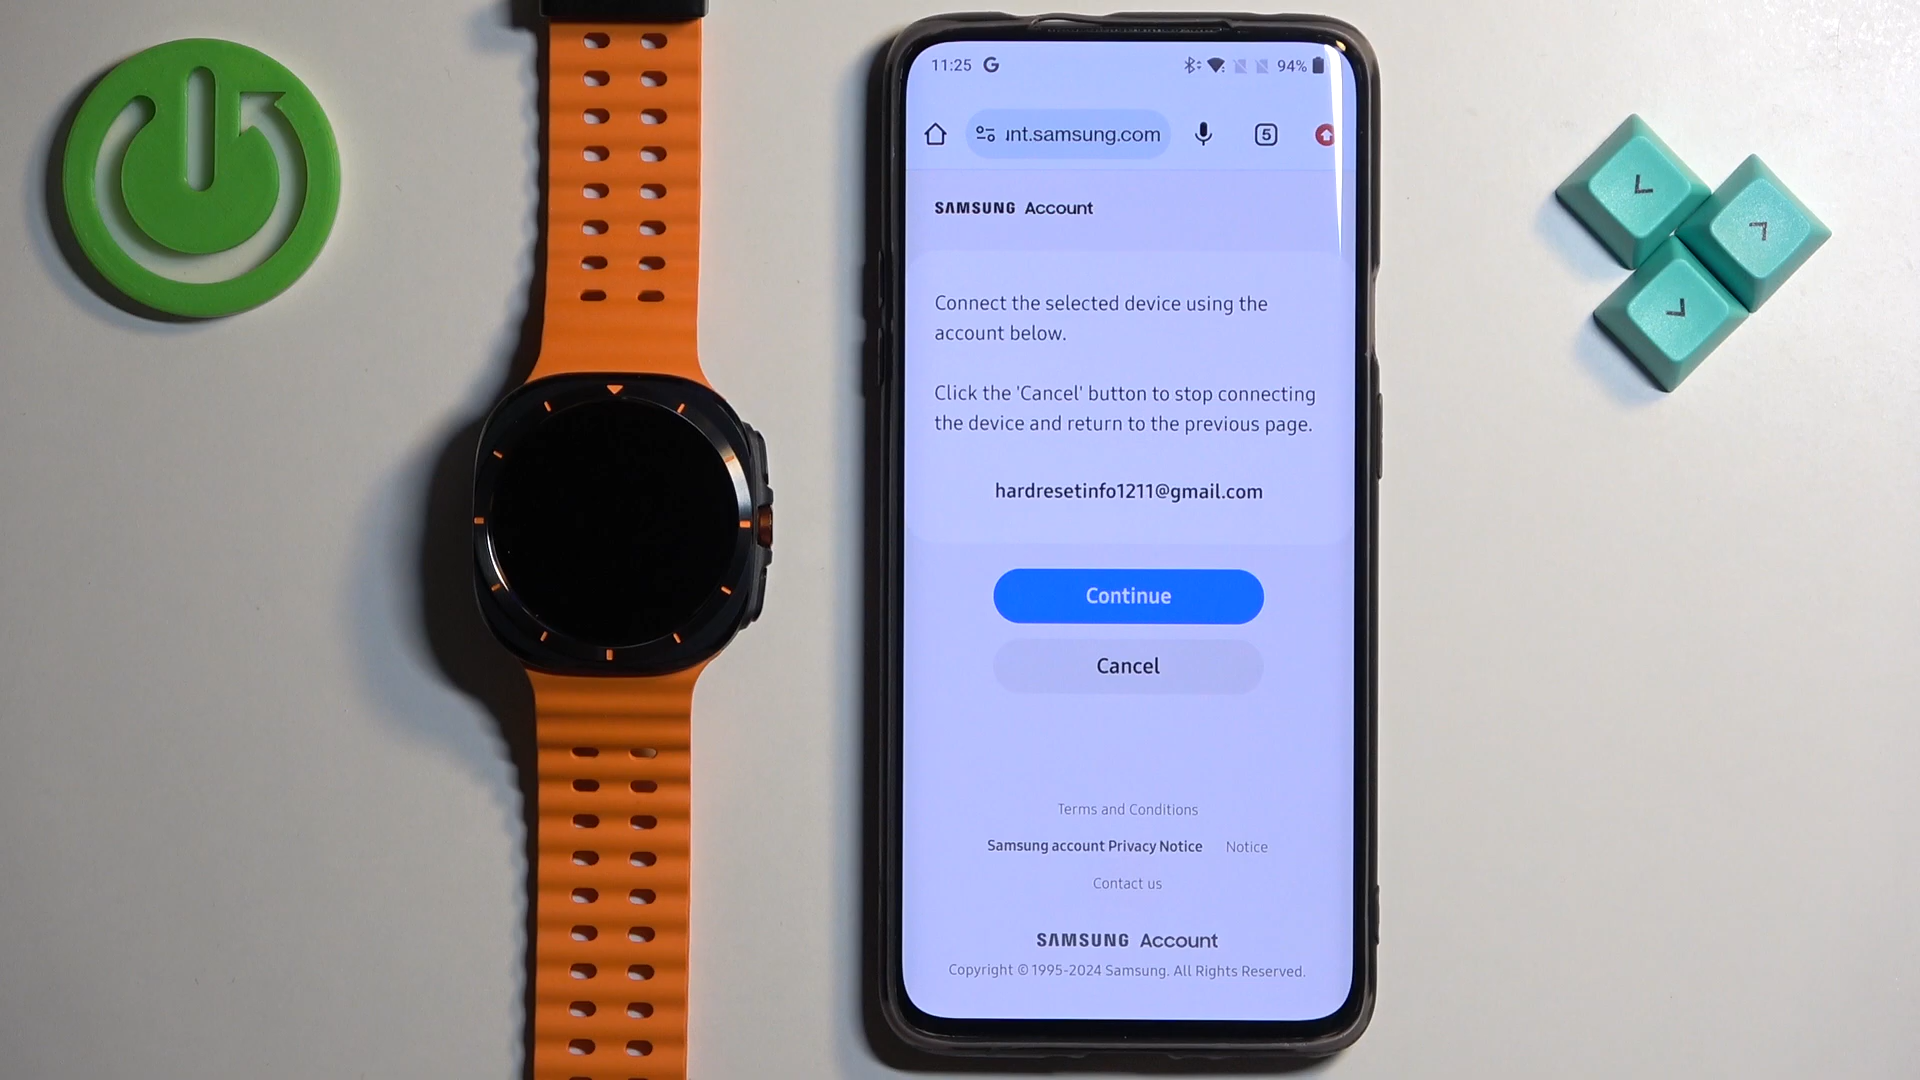 11:25 G 94%
ınt.samsung.com 5
SAMSUNG Account
Connect the selected device using the
account below.
Click the 'Cancel' button to stop connecting
the device and return to the previous page.
hardresetinfo1211@gmail.com
Continue
Cancel
Terms and Conditions
Samsung account Privacy Notice Notice
Contact us
SAMSUNG Account
Copyright © 1995-2024 Samsung. All Rights Reserved.